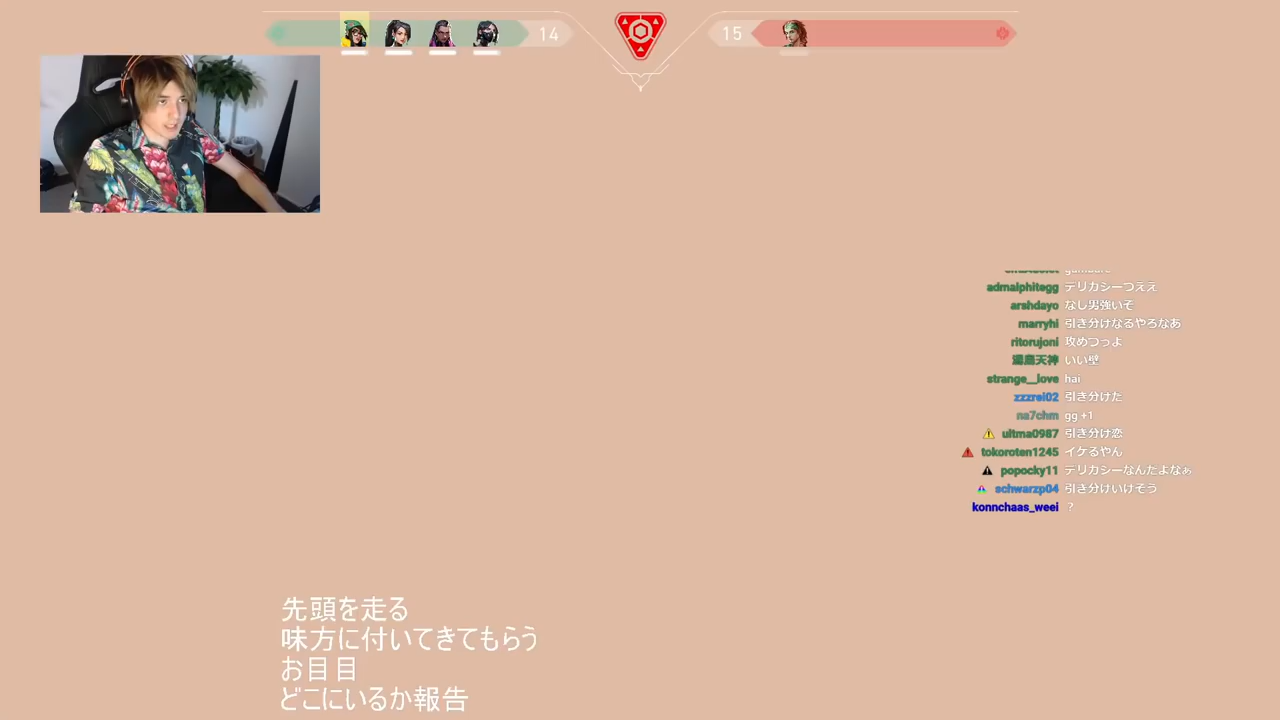 14
15
admalphitegg テリカシーつええ
arshdayo なし男強いぞ
marryhi 引き分けなるやろなあ
ritorujoni 攻めつっよ
湯島天神 いい壁
strange__love hai
zzzrei02 引き分けた
na7chm gg +1
ultma0987 引き分け恋
tokoroten1245 イケるやん
popocky11 テリカシーなんたよなぁ
schwarzp04 引き分けいけそう
konnchaas_weei ?
先頭を走る
味方に付いてきてもらう
お目目
どこにいるか報告